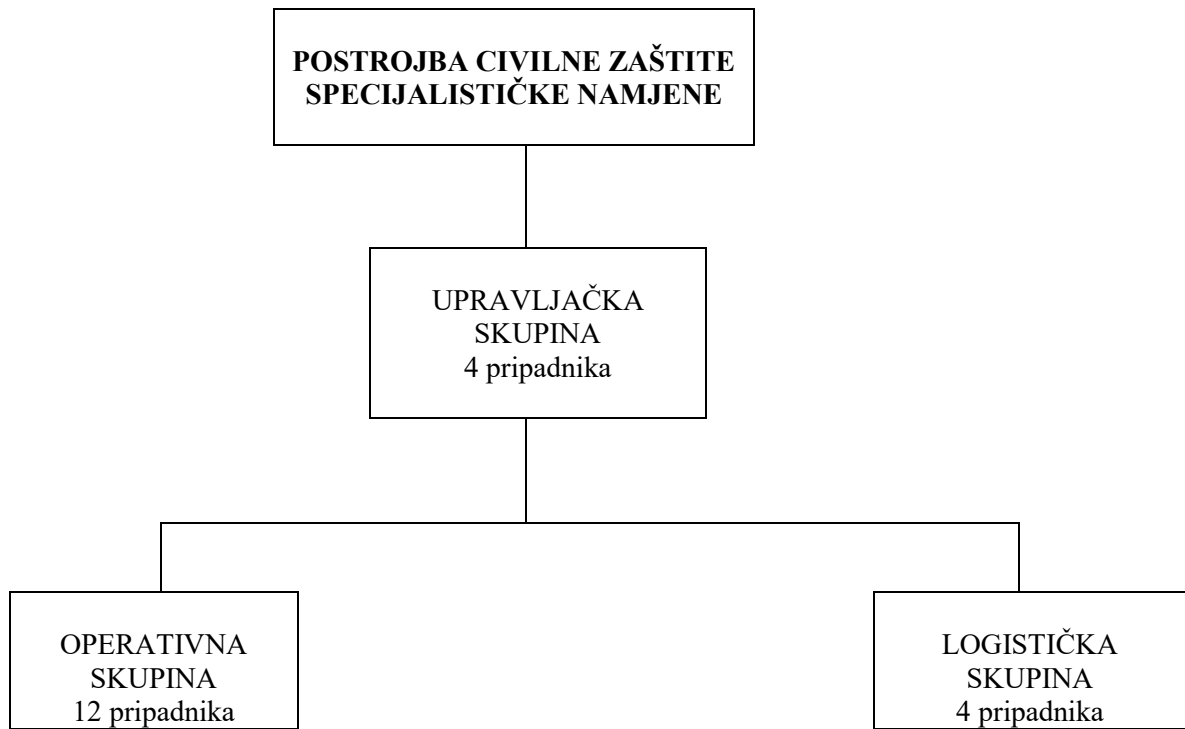 POSTROJBA CIVILNE ZAŠTITE
SPECIJALISTIČKE NAMJENE
UPRAVLJAČKA
SKUPINA
4 pripadnika
OPERATIVNA
SKUPINA
12 pripadnika
LOGISTIČKA
SKUPINA
4 pripadnika